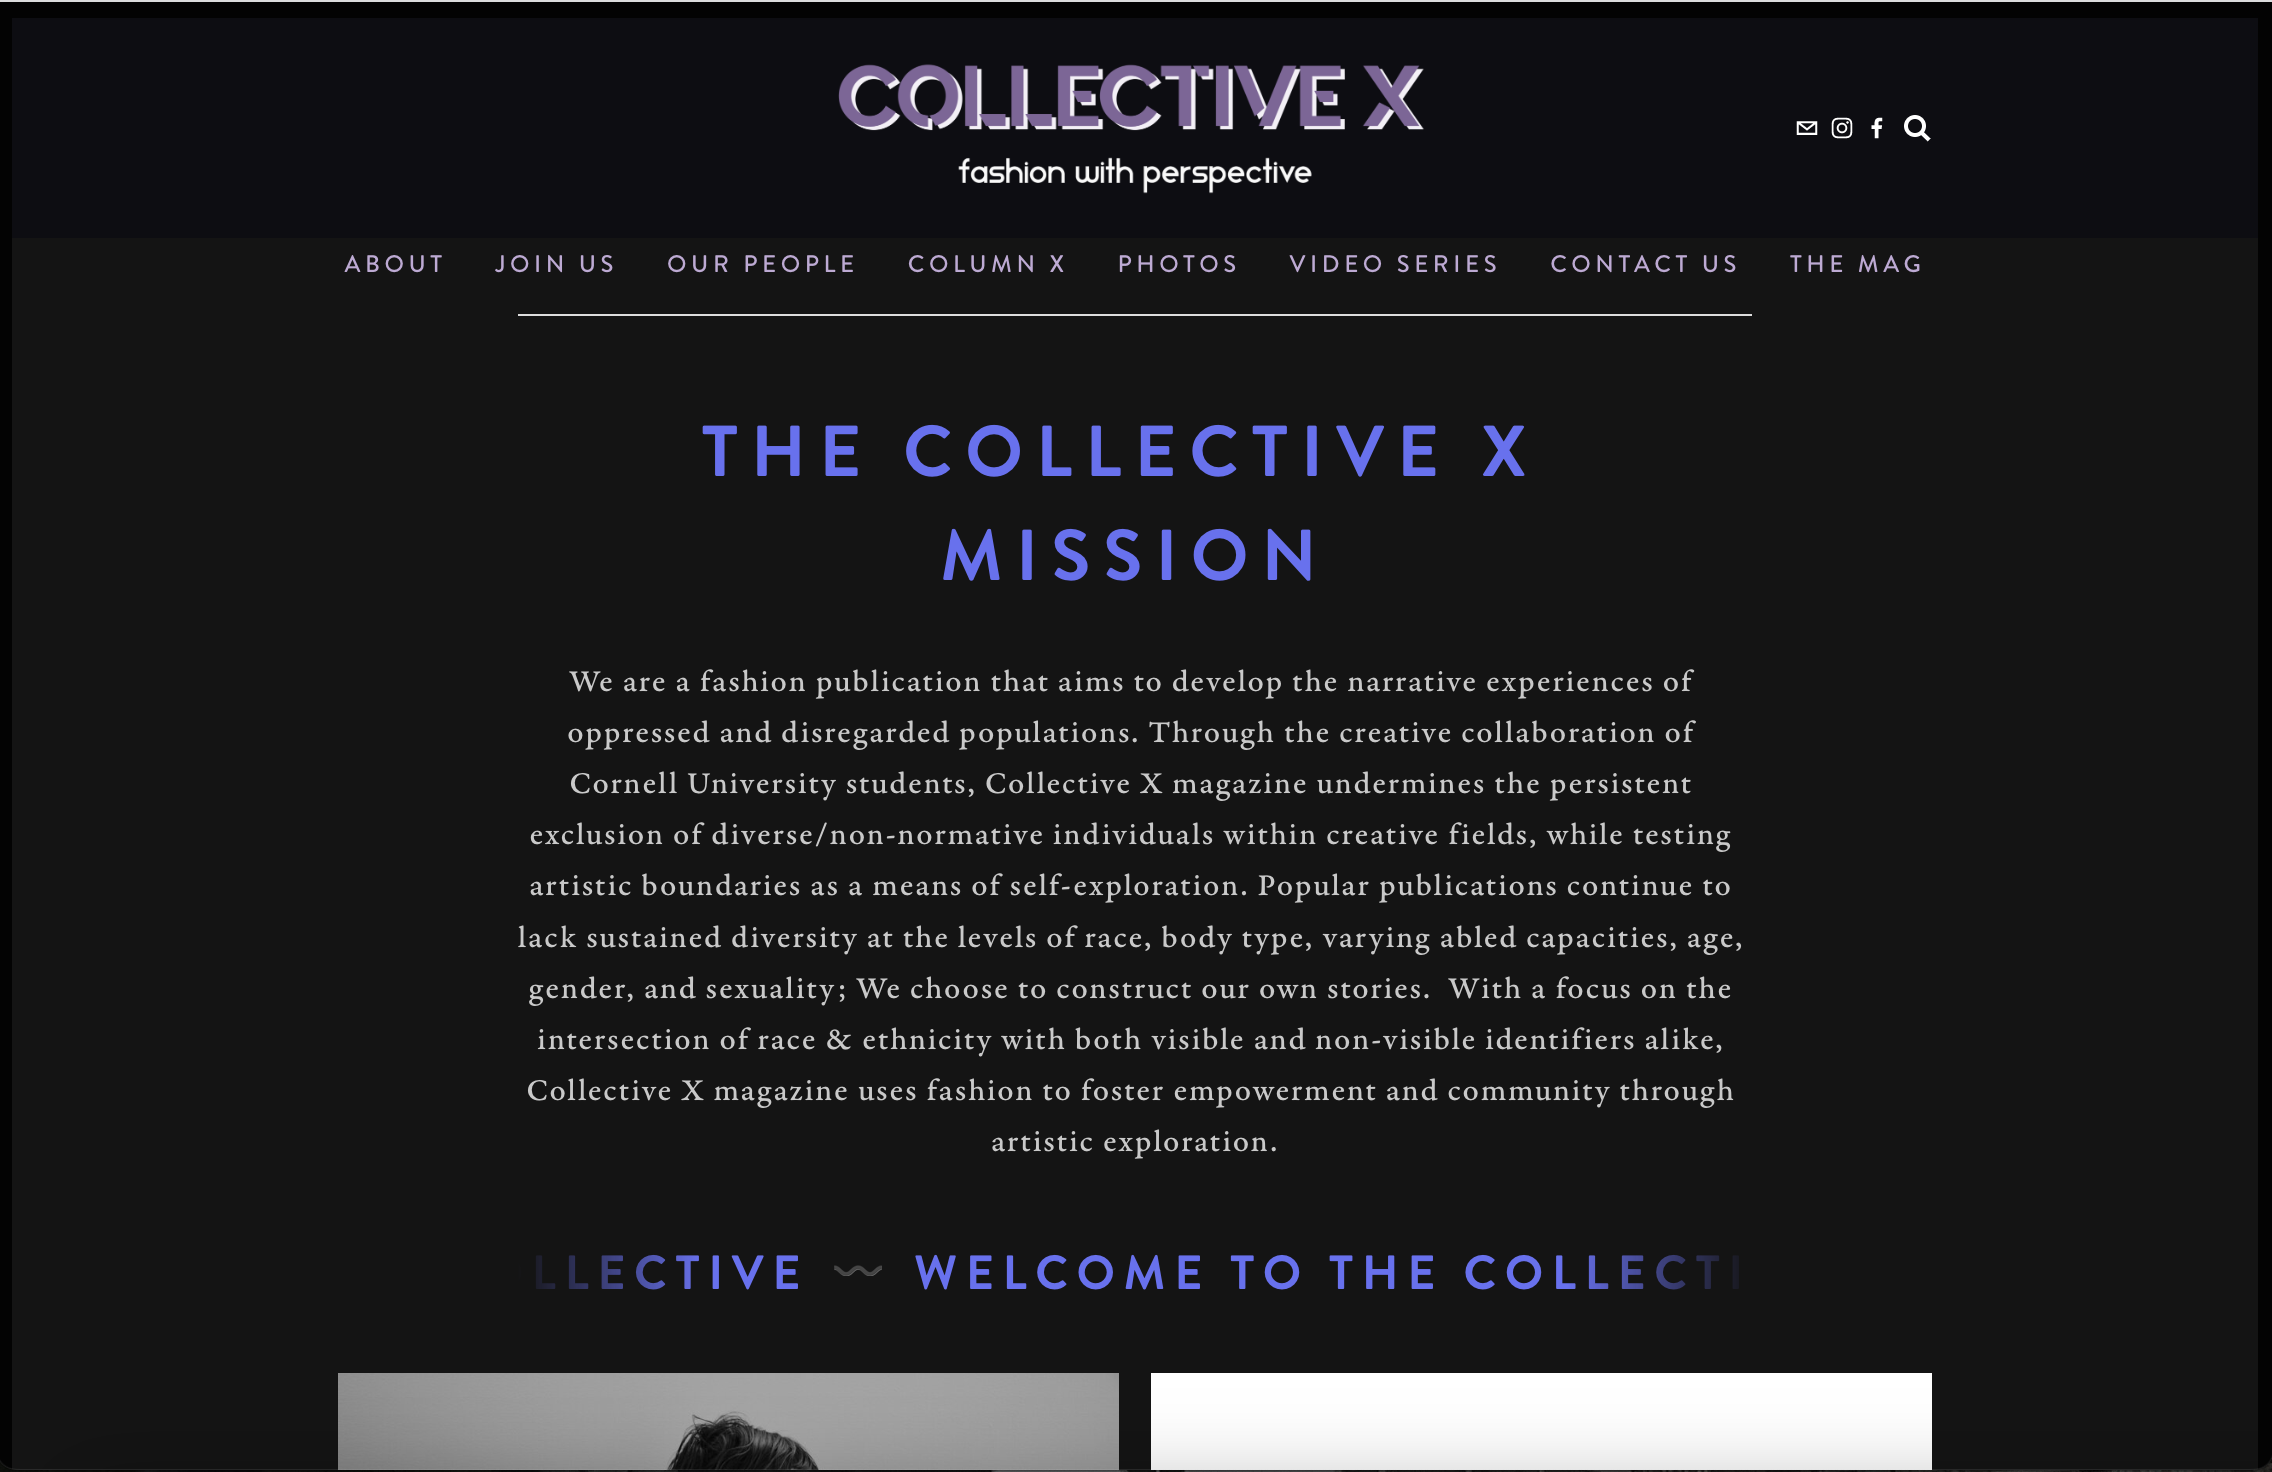 COLLECTIVE X
fashion with perspective
ABOUT JOIN US OUR PEOPLE COLUMN X PHOTOS VIDEO SERIES CONTACT US THE MAG
THE COLLECTIVE X
MISSION
We are a fashion publication that aims to develop the narrative experiences of
oppressed and disregarded populations. Through the creative collaboration of
Cornell University students, Collective X magazine undermines the persistent
exclusion of diverse/non-normative individuals within creative fields, while testing
artistic boundaries as a means of self-exploration. Popular publications continue to
lack sustained diversity at the levels of race, body type, varying abled capacities, age,
gender, and sexuality; We choose to construct our own stories.  With a focus on the
intersection of race & ethnicity with both visible and non-visible identifiers alike,
Collective X magazine uses fashion to foster empowerment and community through
artistic exploration.
LLECTIVE WELCOME TO THE COLLECTI